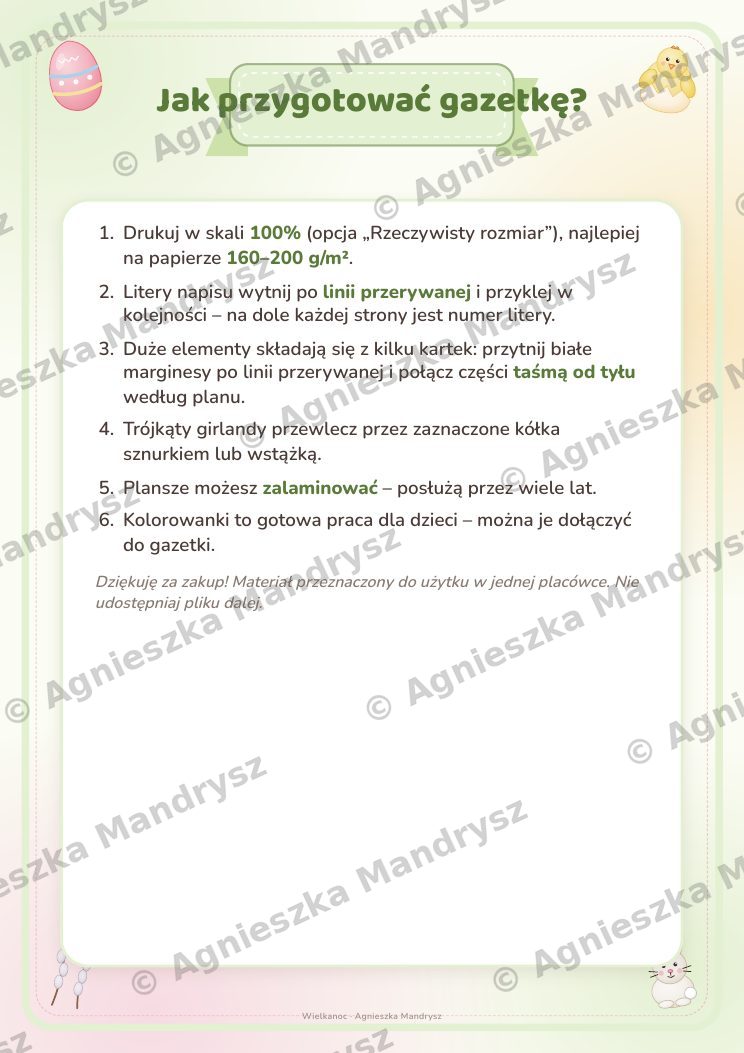 Jak przygotować gazetkę?
1. Drukuj w skali 100% (opcja „Rzeczywisty rozmiar”), najlepiej
na papierze 160–200 g/m².
2. Litery napisu wytnij po linii przerywanej i przyklej w
kolejności – na dole każdej strony jest numer litery.
3. Duże elementy składają się z kilku kartek: przytnij białe
marginesy po linii przerywanej i połącz części taśmą od tyłu
według planu.
4. Trójkąty girlandy przewlecz przez zaznaczone kółka
sznurkiem lub wstążką.
5. Plansze możesz zalaminować – posłużą przez wiele lat.
6. Kolorowanki to gotowa praca dla dzieci – można je dołączyć
do gazetki.
Dziękuję za zakup! Materiał przeznaczony do użytku w jednej placówce. Nie
udostępniaj pliku dalej.
Wielkanoc · Agnieszka Mandrysz
© Agnieszka Mandrysz